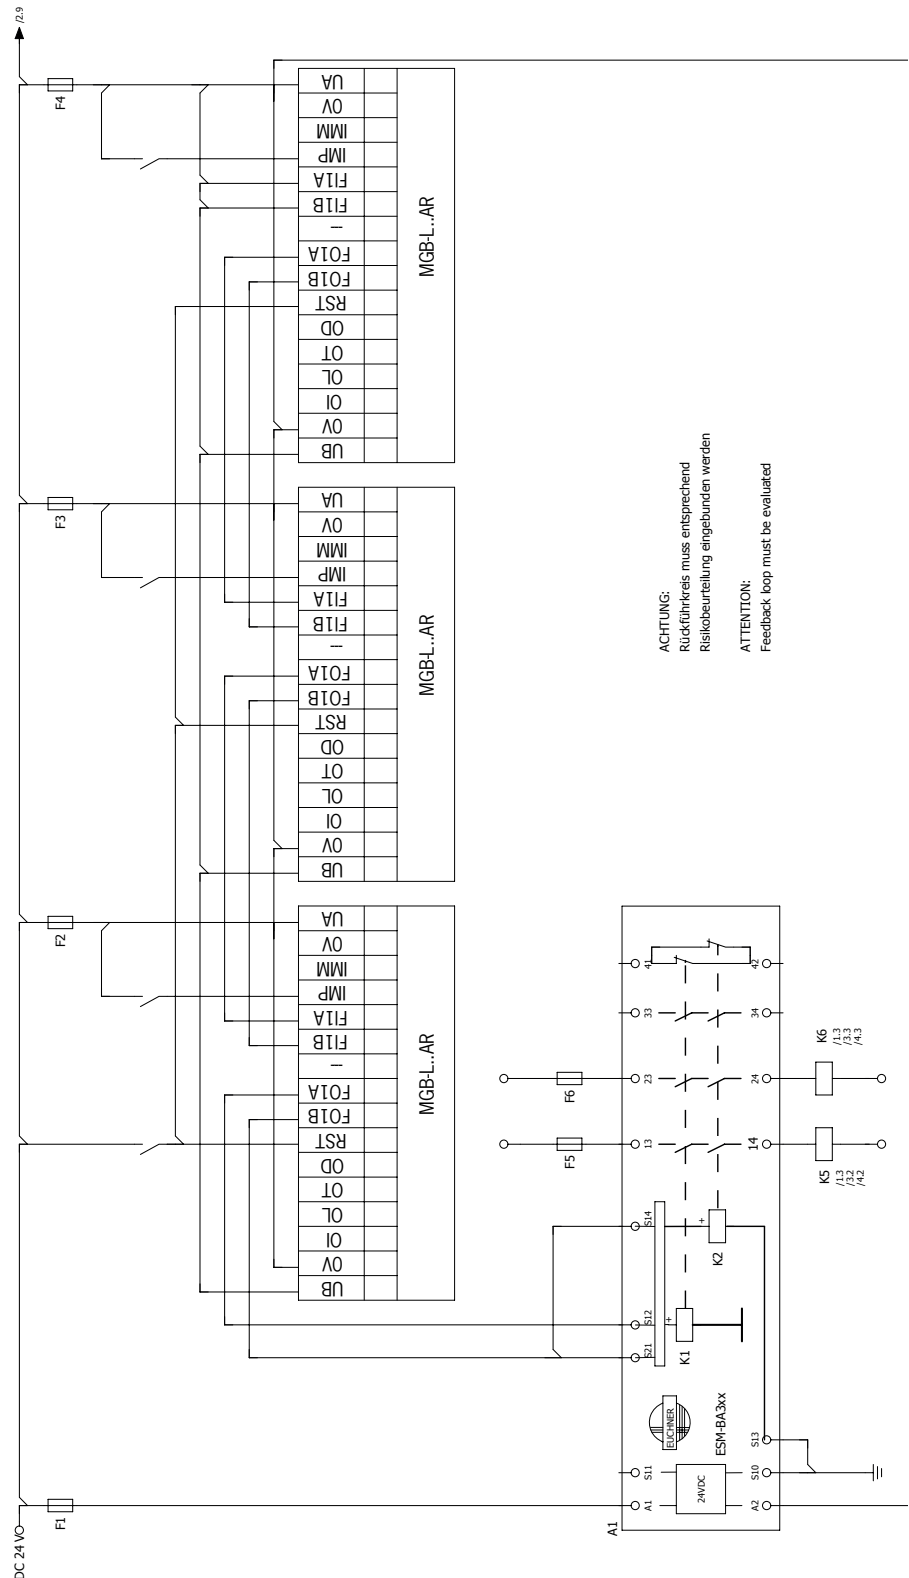 DC 24 V
F1
F2
F3
F4
/2.9
UA
0V
IMM
IMP
FI1A
FI1B
---
FO1A
FO1B
RST
OD
OT
OL
OI
0V
UB
MGB-L..AR
UA
0V
IMM
IMP
FI1A
FI1B
---
FO1A
FO1B
RST
OD
OT
OL
OI
0V
UB
MGB-L..AR
UA
0V
IMM
IMP
FI1A
FI1B
---
FO1A
FO1B
RST
OD
OT
OL
OI
0V
UB
MGB-L..AR
F5
F6
A1
A1
S11
S21
S12
S14
13
23
33
41
24VDC
EUCHNER
ESM-BA3xx
+
K1
+
K2
A2
S10
S13
14
24
34
42
K5
/1.3
/3.2
/4.2
K6
/1.3
/3.3
/4.3
ACHTUNG:
Rückführkreis muss entsprechend
Risikobeurteilung eingebunden werden
ATTENTION:
Feedback loop must be evaluated